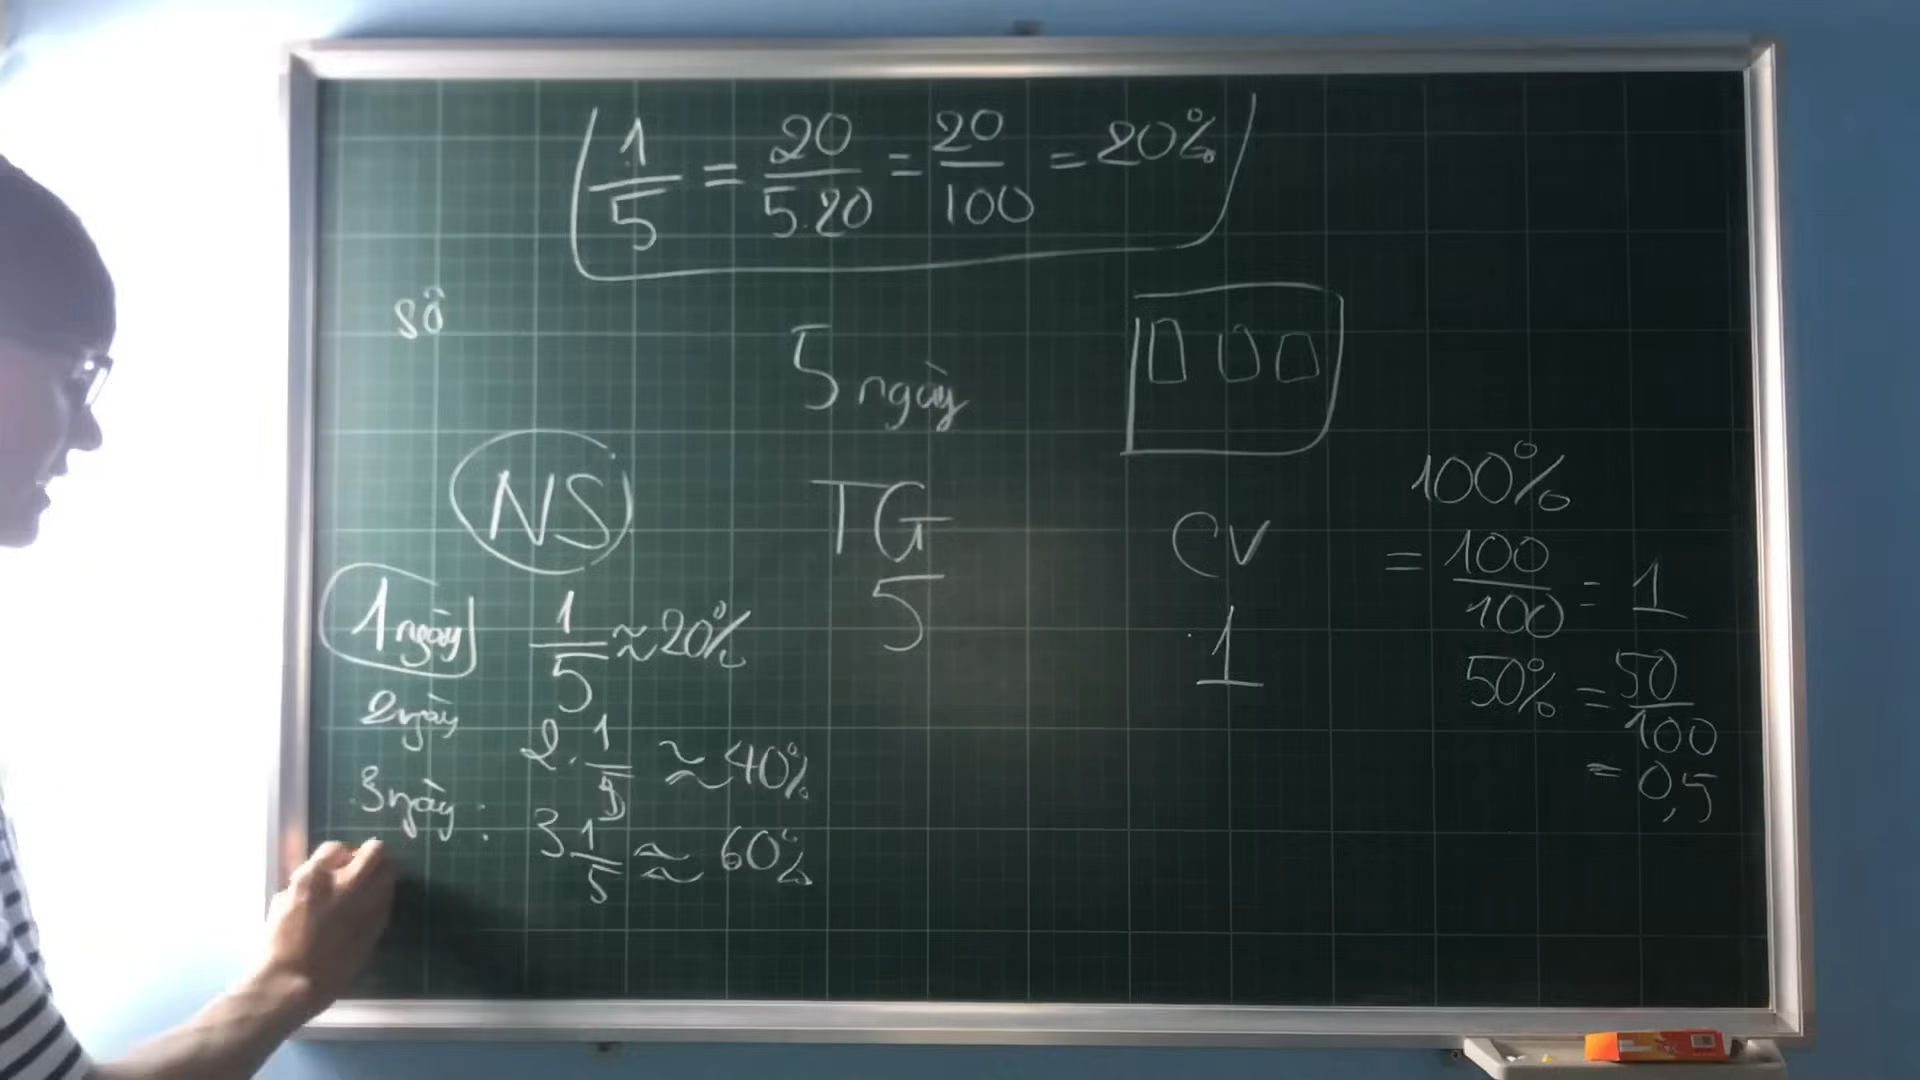 1/5 = 20/5.20 = 20/100 = 20%
số
5 ngày
NS
TG
CV
1 ngày 1/5 ≈ 20%
5
1
2 ngày 2. 1/5 ≈ 40%
3 ngày: 3 1/5 ≈ 60%
100%
= 100/100 = 1
50% = 50/100
= 0,5